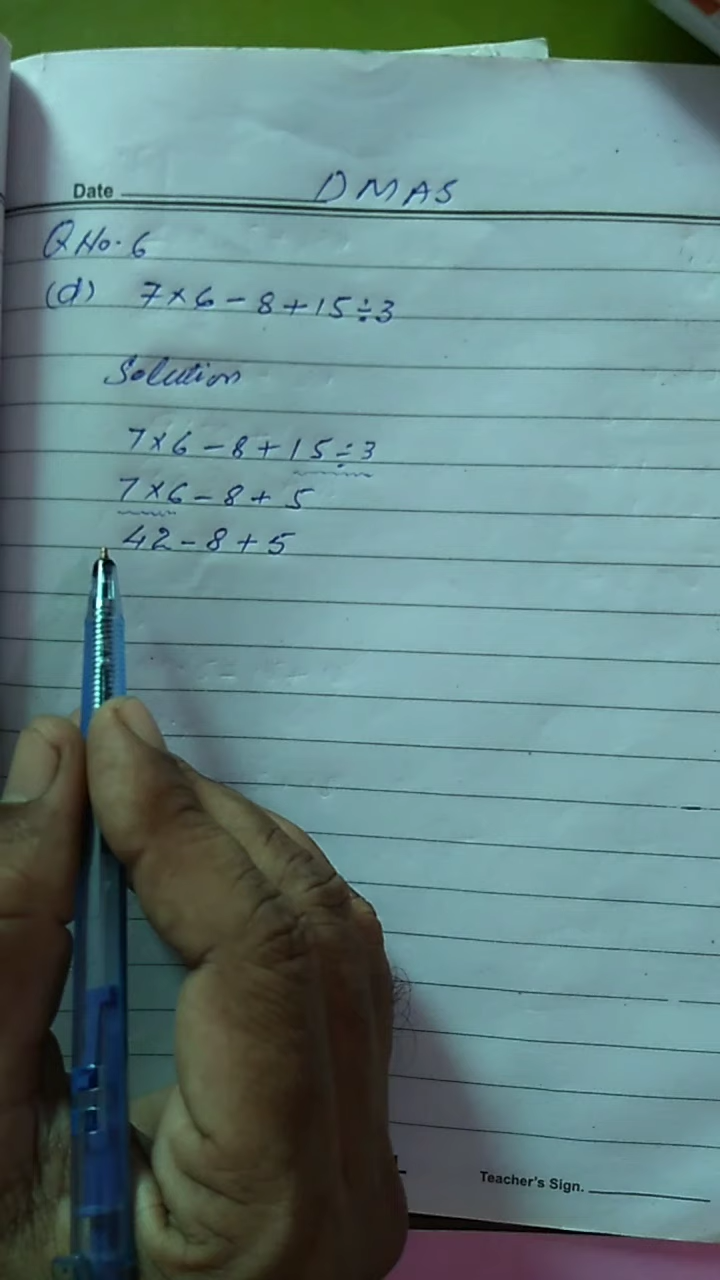 Date DMAS
Q No. 6
(d) 7×6-8+15÷3
Solution
7×6-8+15÷3
7×6-8+ 5
42-8+5
Teacher's Sign.